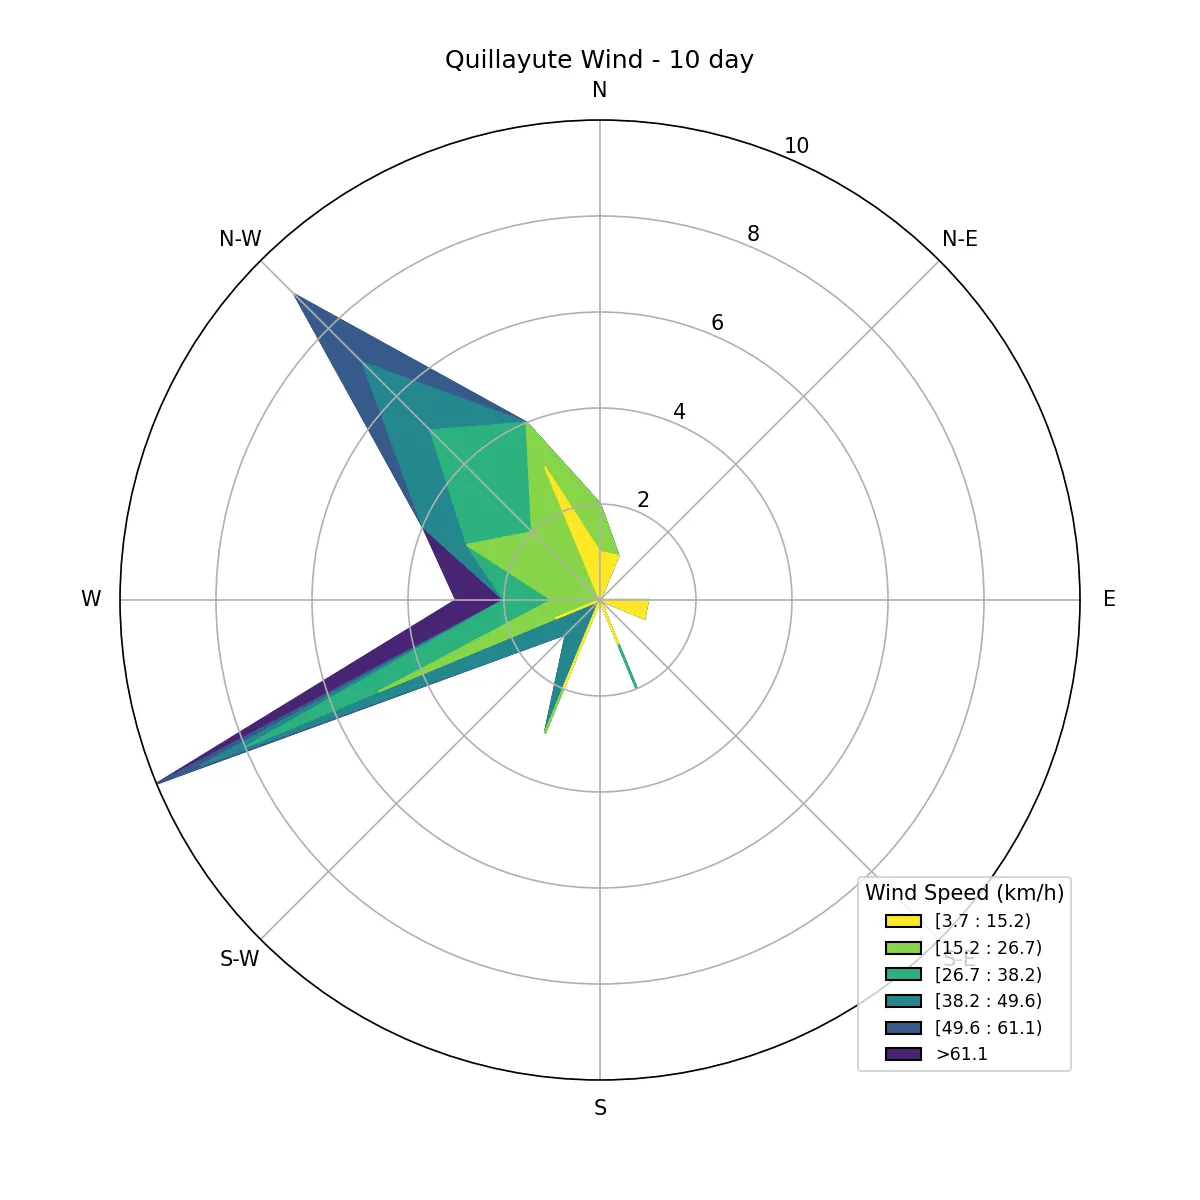 Quillayute Wind - 10 day
N
10
N-W
8
N-E
6
4
2
W
E
S-W
S-E
S
Wind Speed (km/h)
[3.7 : 15.2)
[15.2 : 26.7)
[26.7 : 38.2)
[38.2 : 49.6)
[49.6 : 61.1)
>61.1